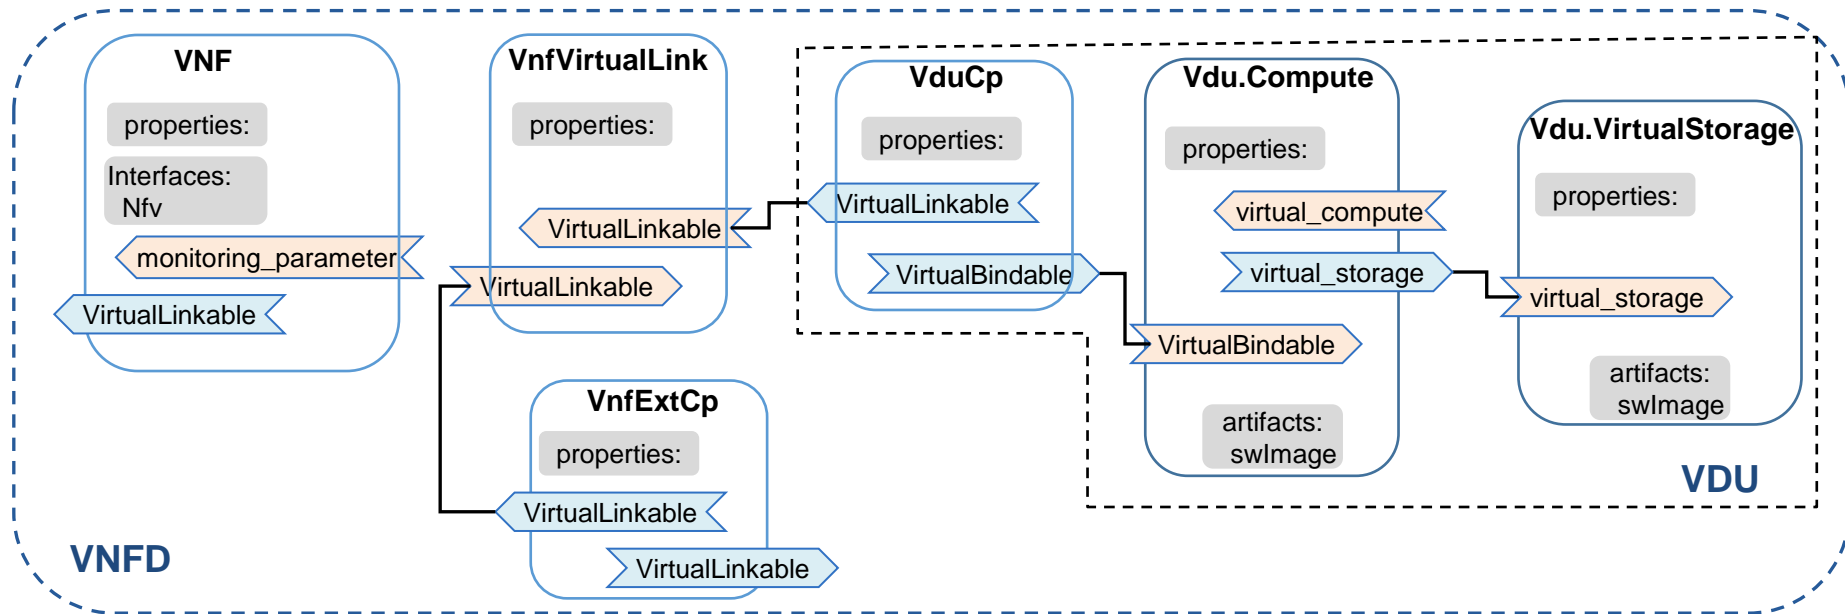 VNF
properties:
Interfaces:
Nfv
monitoring_parameter
VirtualLinkable
VnfVirtualLink
properties:
VirtualLinkable
VirtualLinkable
VnfExtCp
properties:
VirtualLinkable
VirtualLinkable
VduCp
properties:
VirtualLinkable
VirtualBindable
Vdu.Compute
properties:
virtual_compute
virtual_storage
VirtualBindable
artifacts:
swImage
Vdu.VirtualStorage
properties:
virtual_storage
artifacts:
swImage
VDU
VNFD